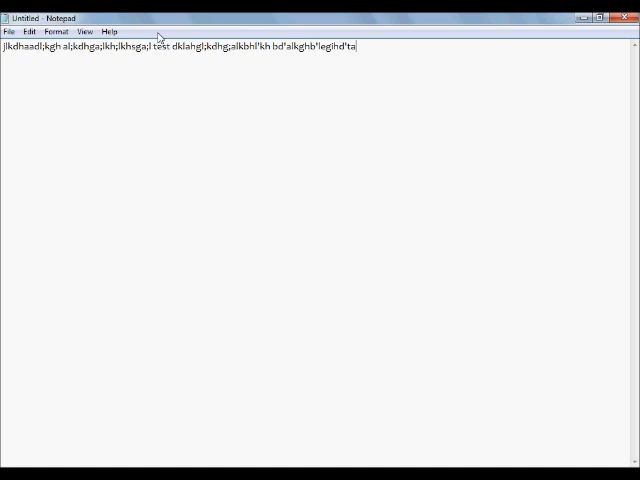 Untitled - Notepad
File Edit Format View Help
jlkdhaadl;kgh al;kdhga;lkh;lkhsga;l test dklahgl;kdhg;alkbhl'kh bd'alkghb'legihd'ta